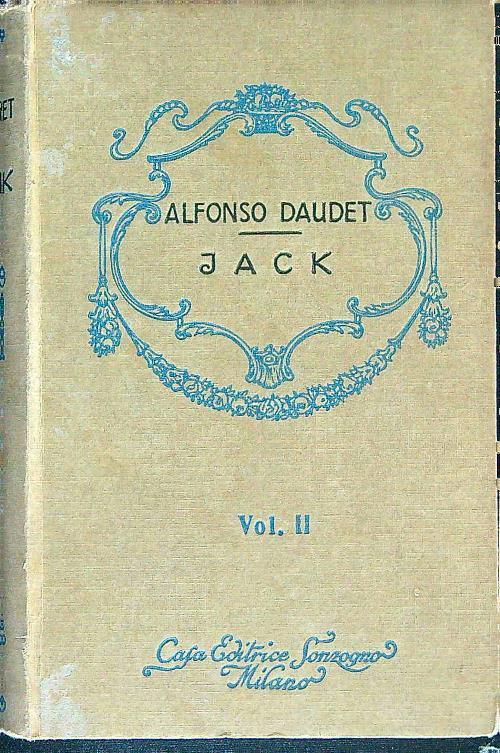 ALFONSO DAUDET
JACK
Vol. II
Casa Editrice Sonzogno
Milano